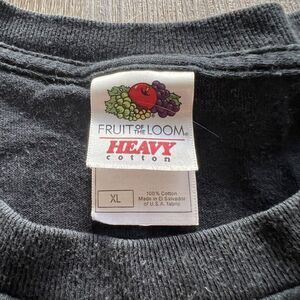 FRUIT OF THE LOOM®
HEAVY
cotton
XL
100% Cotton
Made in El Salvador
of U.S.A. fabric